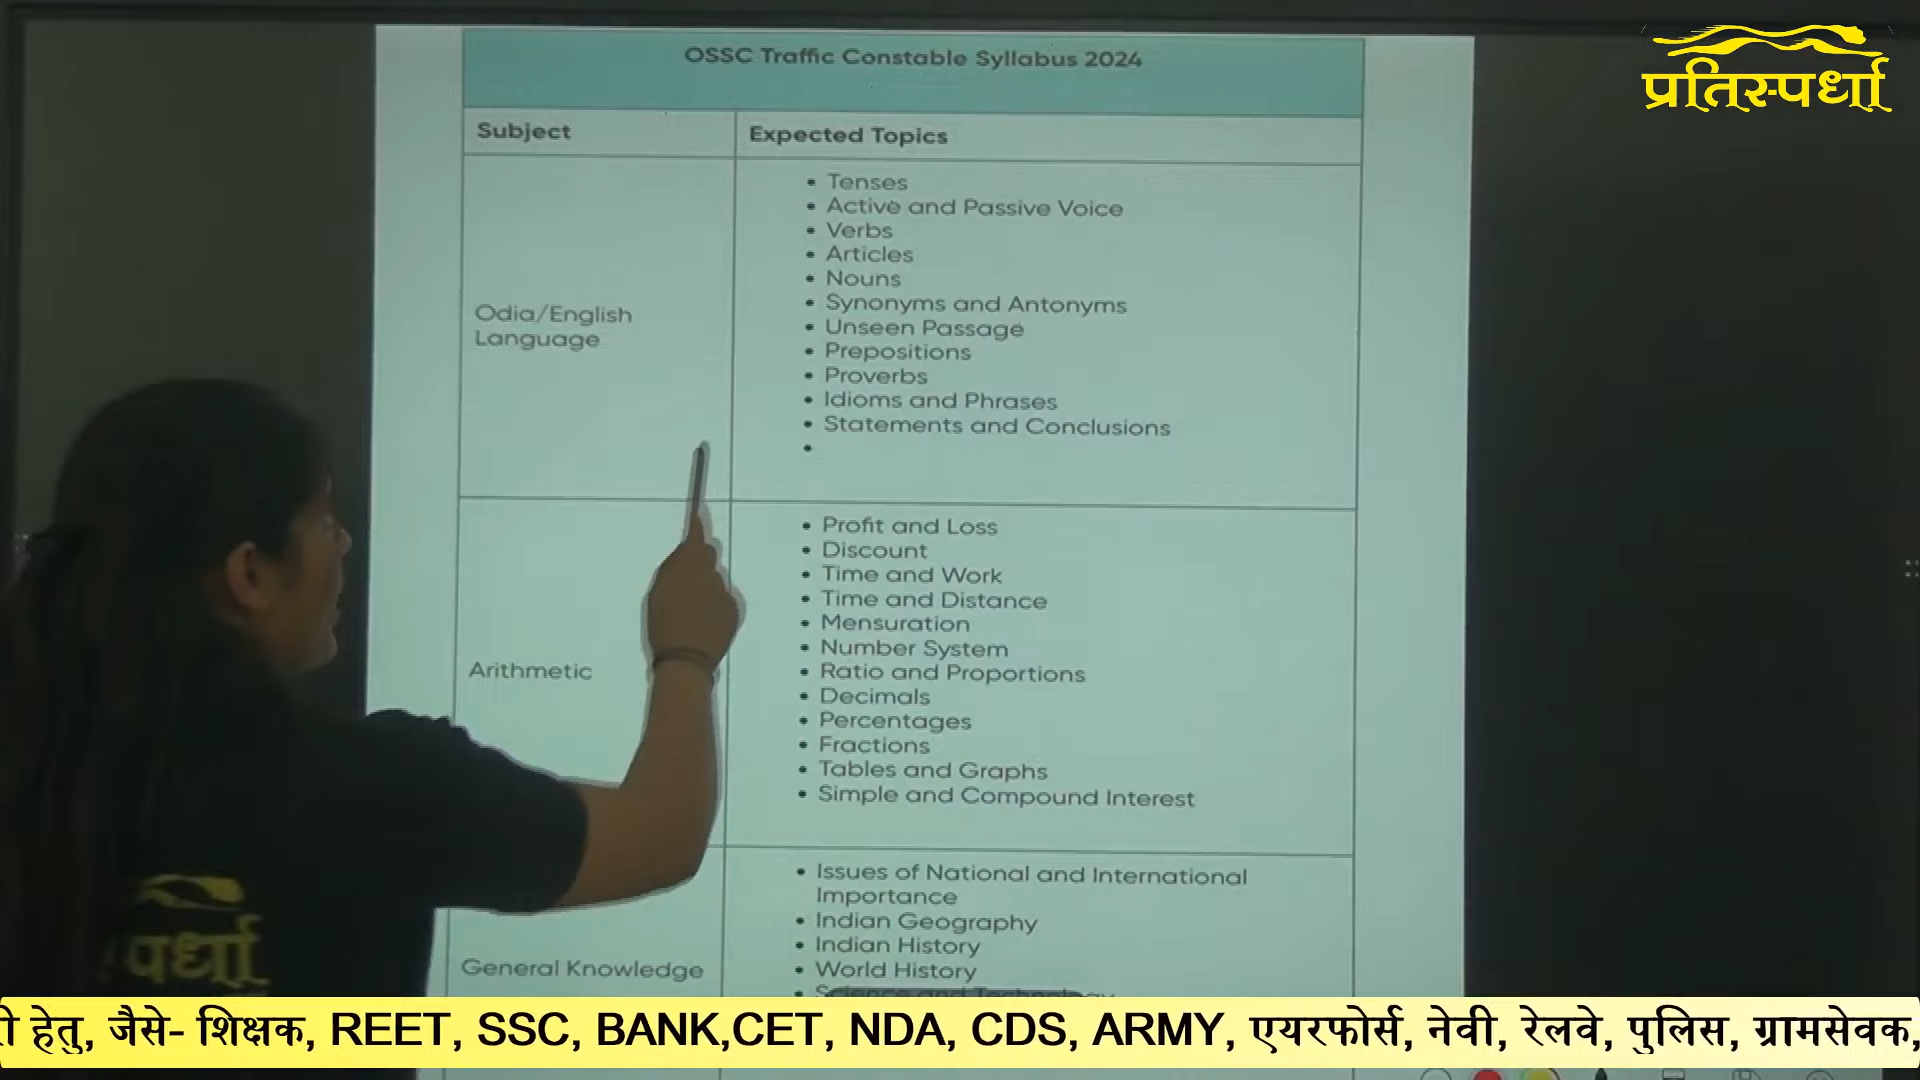 OSSC Traffic Constable Syllabus 2024
प्रतिस्पर्धा
Subject
Expected Topics
Odia/English
Language
• Tenses
• Active and Passive Voice
• Verbs
• Articles
• Nouns
• Synonyms and Antonyms
• Unseen Passage
• Prepositions
• Proverbs
• Idioms and Phrases
• Statements and Conclusions
•
Arithmetic
• Profit and Loss
• Discount
• Time and Work
• Time and Distance
• Mensuration
• Number System
• Ratio and Proportions
• Decimals
• Percentages
• Fractions
• Tables and Graphs
• Simple and Compound Interest
General Knowledge
• Issues of National and International
Importance
• Indian Geography
• Indian History
• World History
• Science and Technology
पर्धा
हेतु, जैसे- शिक्षक, REET, SSC, BANK,CET, NDA, CDS, ARMY, एयरफोर्स, नेवी, रेलवे, पुलिस, ग्रामसेवक,